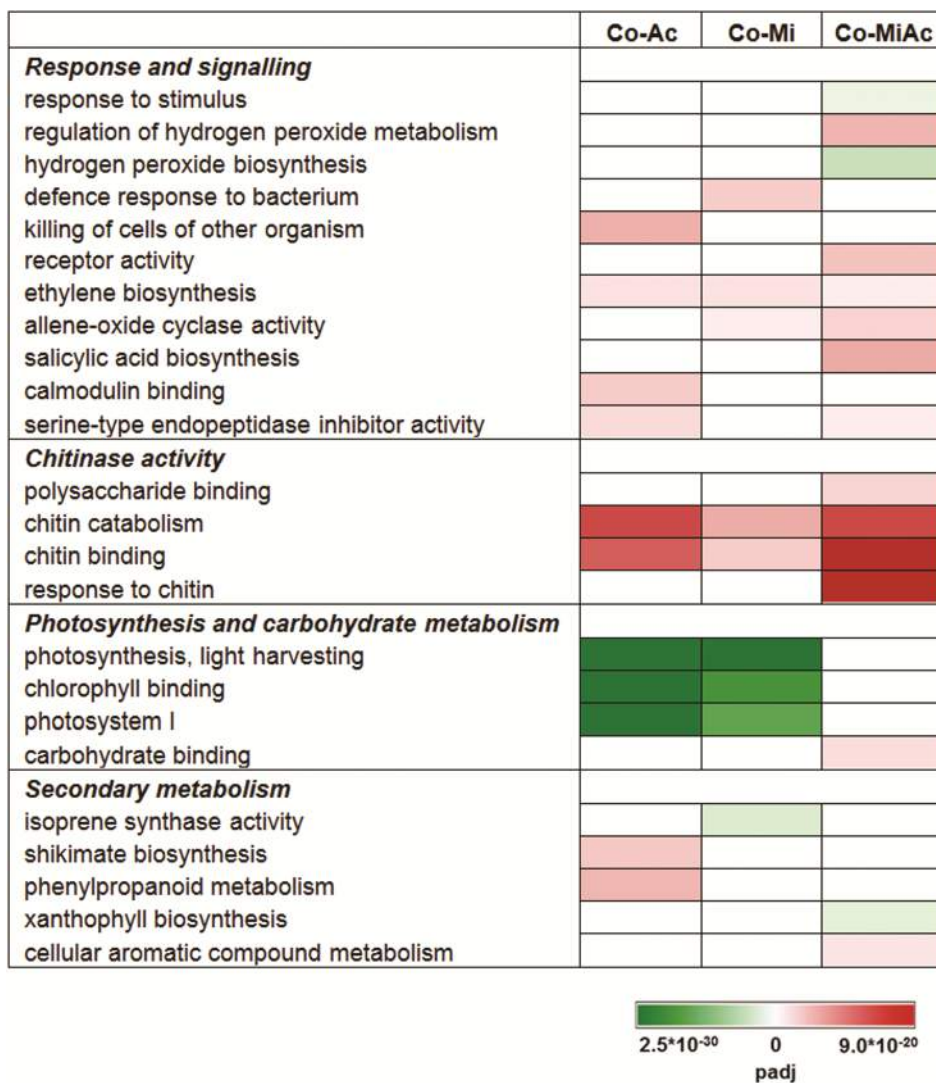 Co-Ac Co-Mi Co-MiAc
Response and signalling
response to stimulus
regulation of hydrogen peroxide metabolism
hydrogen peroxide biosynthesis
defence response to bacterium
killing of cells of other organism
receptor activity
ethylene biosynthesis
allene-oxide cyclase activity
salicylic acid biosynthesis
calmodulin binding
serine-type endopeptidase inhibitor activity
Chitinase activity
polysaccharide binding
chitin catabolism
chitin binding
response to chitin
Photosynthesis and carbohydrate metabolism
photosynthesis, light harvesting
chlorophyll binding
photosystem I
carbohydrate binding
Secondary metabolism
isoprene synthase activity
shikimate biosynthesis
phenylpropanoid metabolism
xanthophyll biosynthesis
cellular aromatic compound metabolism
2.5*10⁻³⁰ 0 9.0*10⁻²⁰
padj